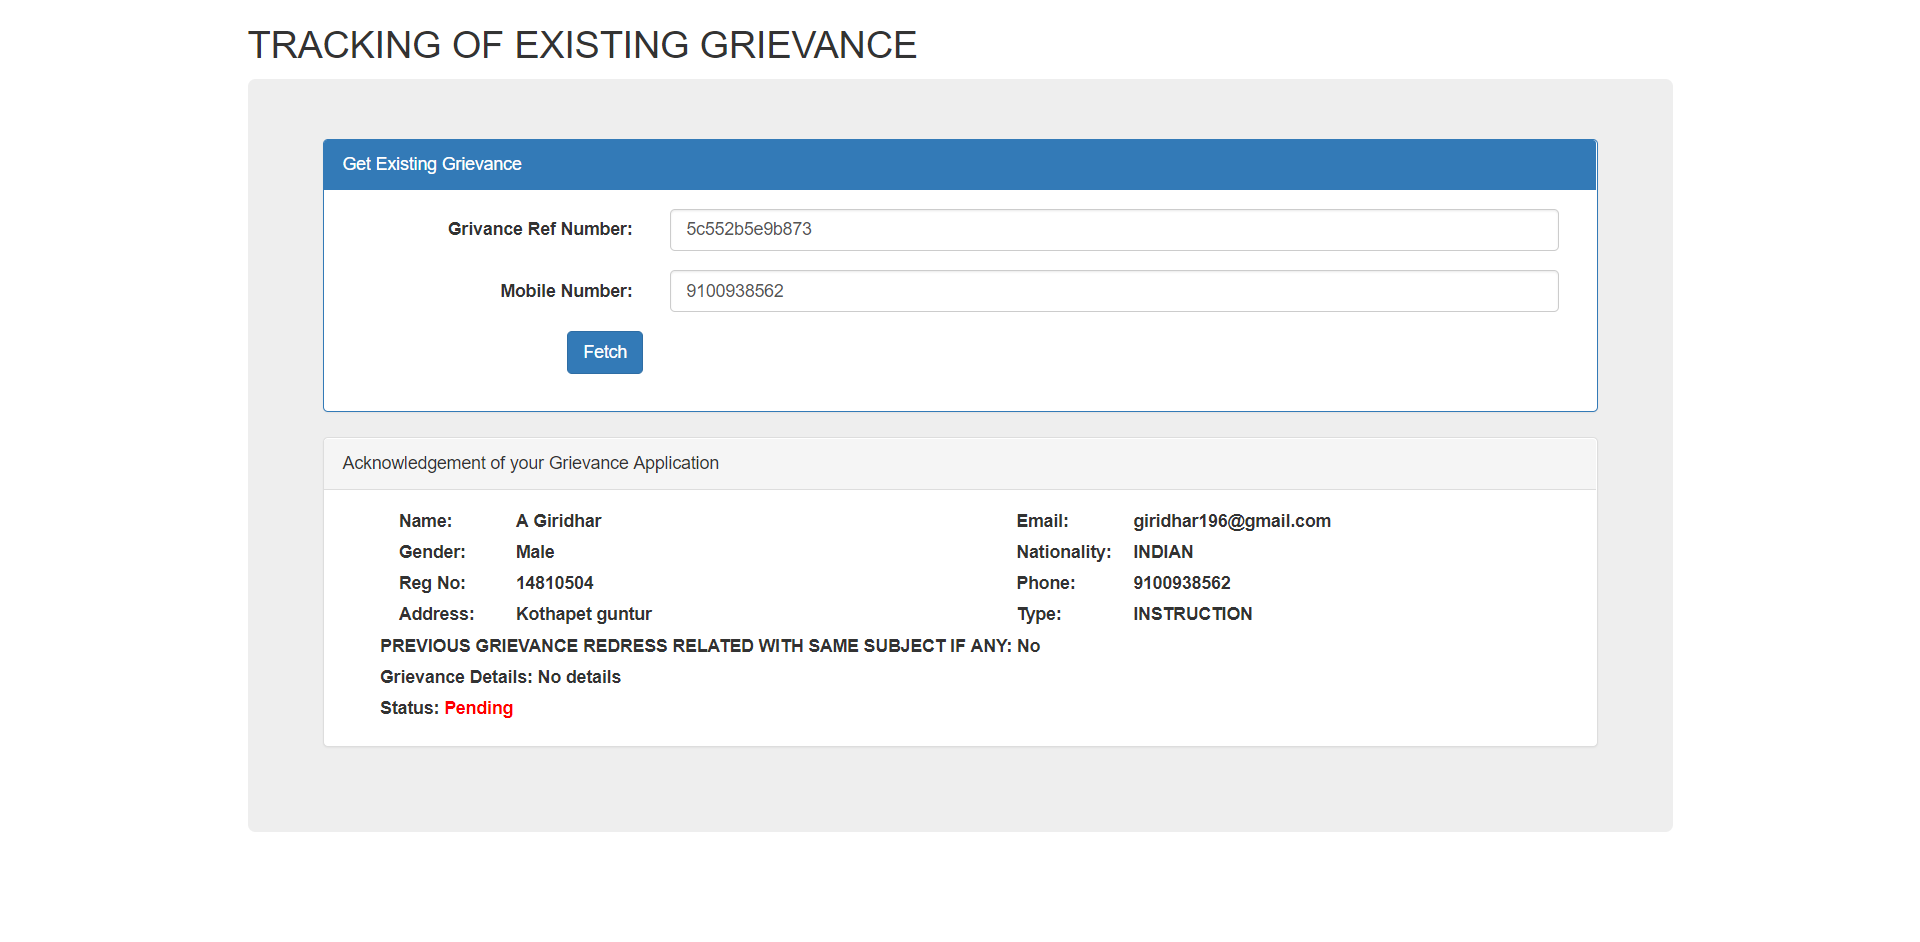 TRACKING OF EXISTING GRIEVANCE
Get Existing Grievance
Grivance Ref Number: 5c552b5e9b873
Mobile Number: 9100938562
Fetch
Acknowledgement of your Grievance Application
Name: A Giridhar Email: giridhar196@gmail.com
Gender: Male Nationality: INDIAN
Reg No: 14810504 Phone: 9100938562
Address: Kothapet guntur Type: INSTRUCTION
PREVIOUS GRIEVANCE REDRESS RELATED WITH SAME SUBJECT IF ANY: No
Grievance Details: No details
Status: Pending